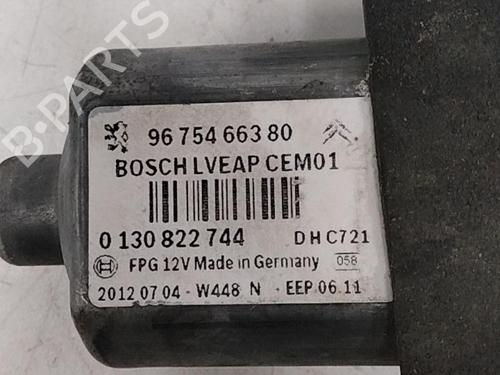 B-PARTS
96 754 663 80
BOSCH LVEAP CEM01
0 130 822 744 D H C721
FPG 12V Made in Germany 058
2012 07 04 - W448 N - EEP 06.11